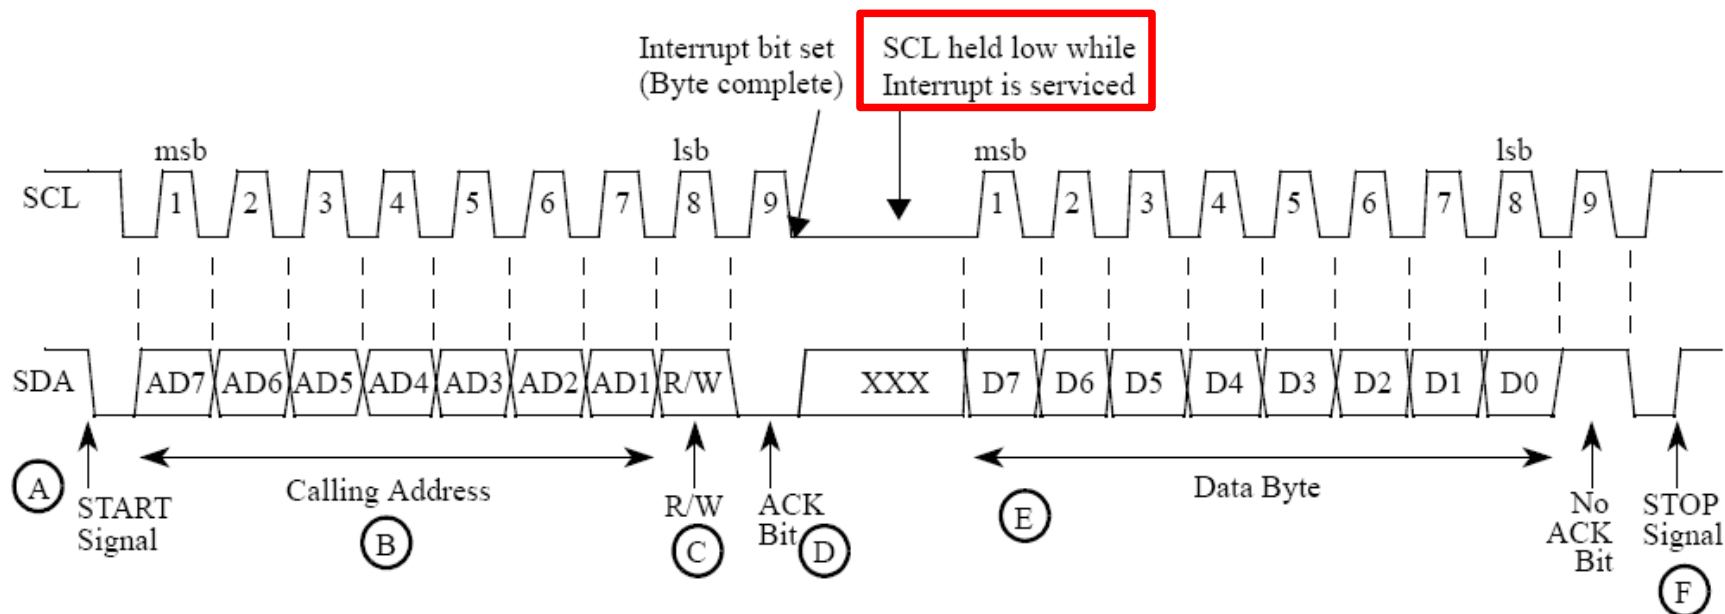 Interrupt bit set
(Byte complete)
SCL held low while
Interrupt is serviced
msb lsb msb lsb
SCL 1 2 3 4 5 6 7 8 9 1 2 3 4 5 6 7 8 9
SDA AD7 AD6 AD5 AD4 AD3 AD2 AD1 R/W XXX D7 D6 D5 D4 D3 D2 D1 D0
A
START
Signal
Calling Address
B
R/W
C
ACK
Bit
D
E
Data Byte
No
ACK
Bit
STOP
Signal
F